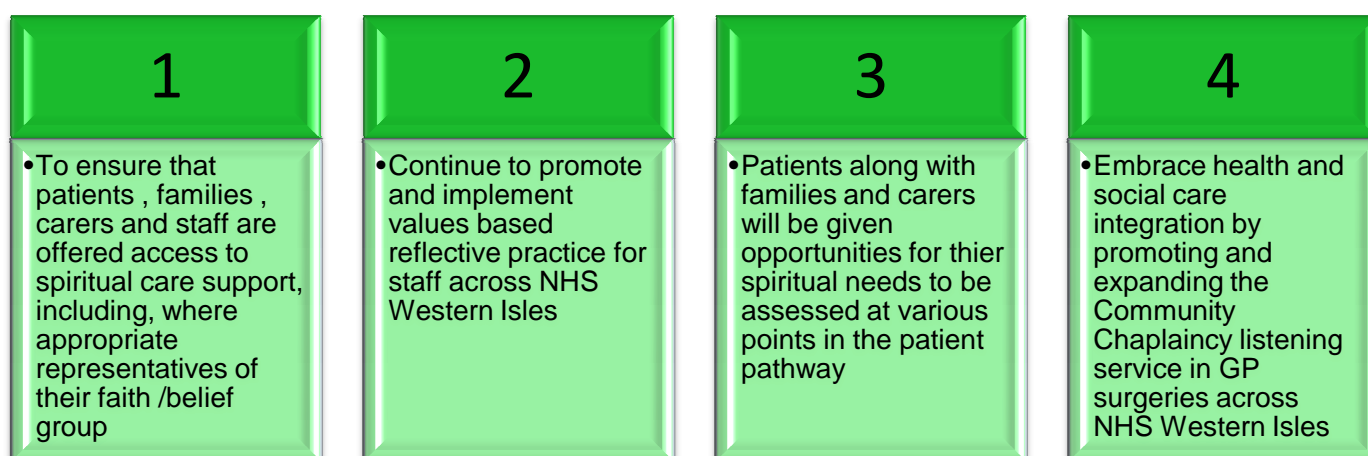 1
•To ensure that
patients , families ,
carers and staff are
offered access to
spiritual care support,
including, where
appropriate
representatives of
their faith /belief
group
2
•Continue to promote
and implement
values based
reflective practice for
staff across NHS
Western Isles
3
•Patients along with
families and carers
will be given
opportunities for thier
spiritual needs to be
assessed at various
points in the patient
pathway
4
•Embrace health and
social care
integration by
promoting and
expanding the
Community
Chaplaincy listening
service in GP
surgeries across
NHS Western Isles